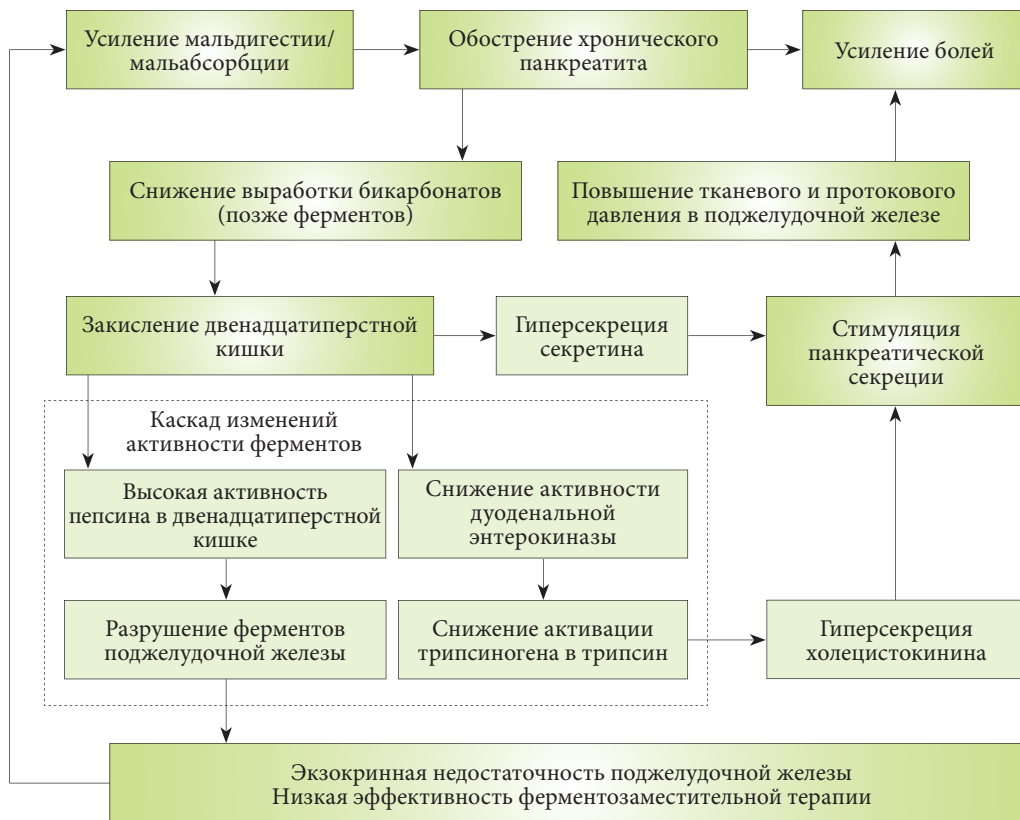 Усиление мальдигестии/
мальабсорбции
Обострение хронического
панкреатита
Усиление болей
Снижение выработки бикарбонатов
(позже ферментов)
Повышение тканевого и протокового
давления в поджелудочной железе
Закисление двенадцатиперстной
кишки
Гиперсекреция
секретина
Стимуляция
панкреатической
секреции
Каскад изменений
активности ферментов
Высокая активность
пепсина в двенадцатиперстной
кишке
Снижение активности
дуоденальной
энтерокиназы
Разрушение ферментов
поджелудочной железы
Снижение активации
трипсиногена в трипсин
Гиперсекреция
холецистокинина
Экзокринная недостаточность поджелудочной железы
Низкая эффективность ферментозаместительной терапии